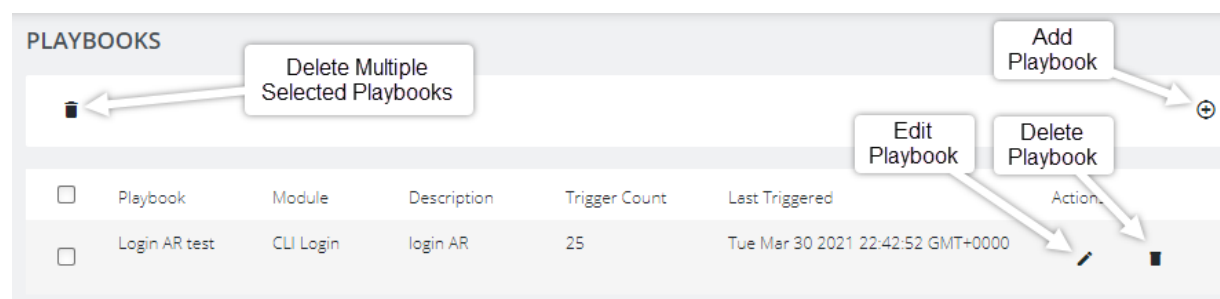 PLAYBOOKS
Delete Multiple
Selected Playbooks
Add
Playbook
Edit
Playbook
Delete
Playbook
Playbook Module Description Trigger Count Last Triggered Actions
Login AR test CLI Login login AR 25 Tue Mar 30 2021 22:42:52 GMT+0000